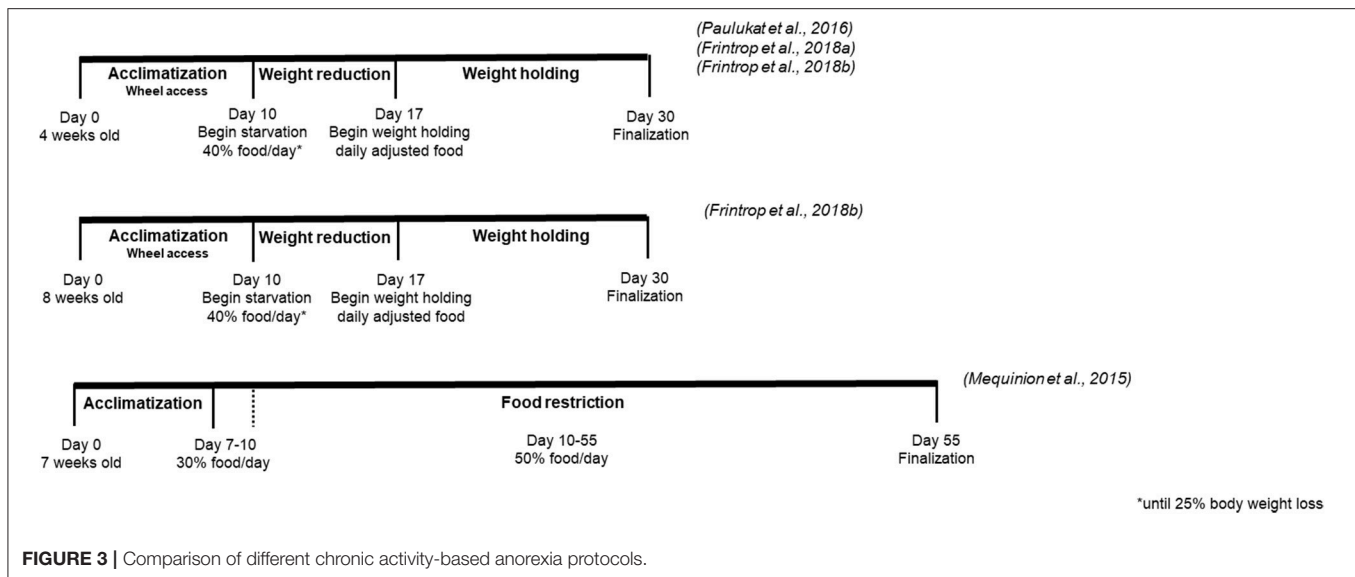 (Paulukat et al., 2016)
(Frintrop et al., 2018a)
(Frintrop et al., 2018b)
Acclimatization Weight reduction Weight holding
Wheel access
Day 0 Day 10 Day 17 Day 30
4 weeks old Begin starvation Begin weight holding Finalization
40% food/day* daily adjusted food
(Frintrop et al., 2018b)
Acclimatization Weight reduction Weight holding
Wheel access
Day 0 Day 10 Day 17 Day 30
8 weeks old Begin starvation Begin weight holding Finalization
40% food/day* daily adjusted food
(Mequinion et al., 2015)
Acclimatization Food restriction
Day 0 Day 7-10 Day 10-55 Day 55
7 weeks old 30% food/day 50% food/day Finalization
*until 25% body weight loss
FIGURE 3 | Comparison of different chronic activity-based anorexia protocols.